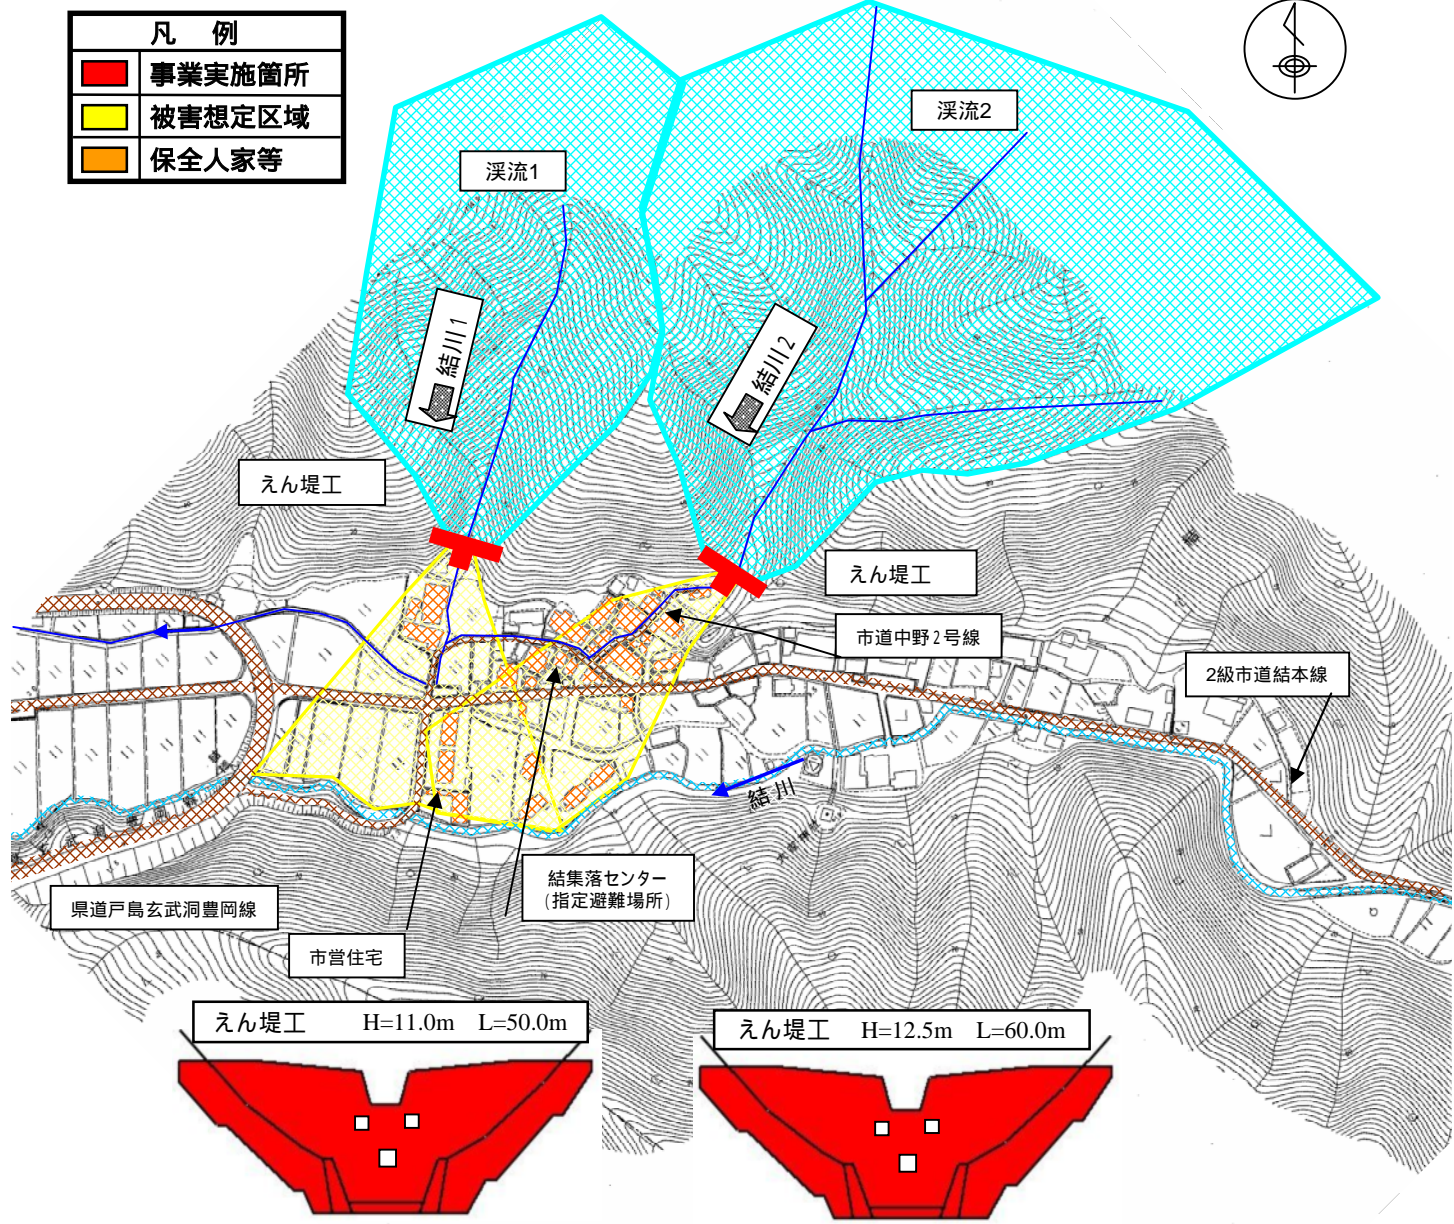 凡 例
事業実施箇所
被害想定区域
保全人家等
渓流1
渓流2
結川1
結川2
えん堤工
えん堤工
市道中野2号線
2級市道結本線
結川
結集落センター
(指定避難場所)
県道戸島玄武洞豊岡線
市営住宅
えん堤工 H=11.0m L=50.0m
えん堤工 H=12.5m L=60.0m